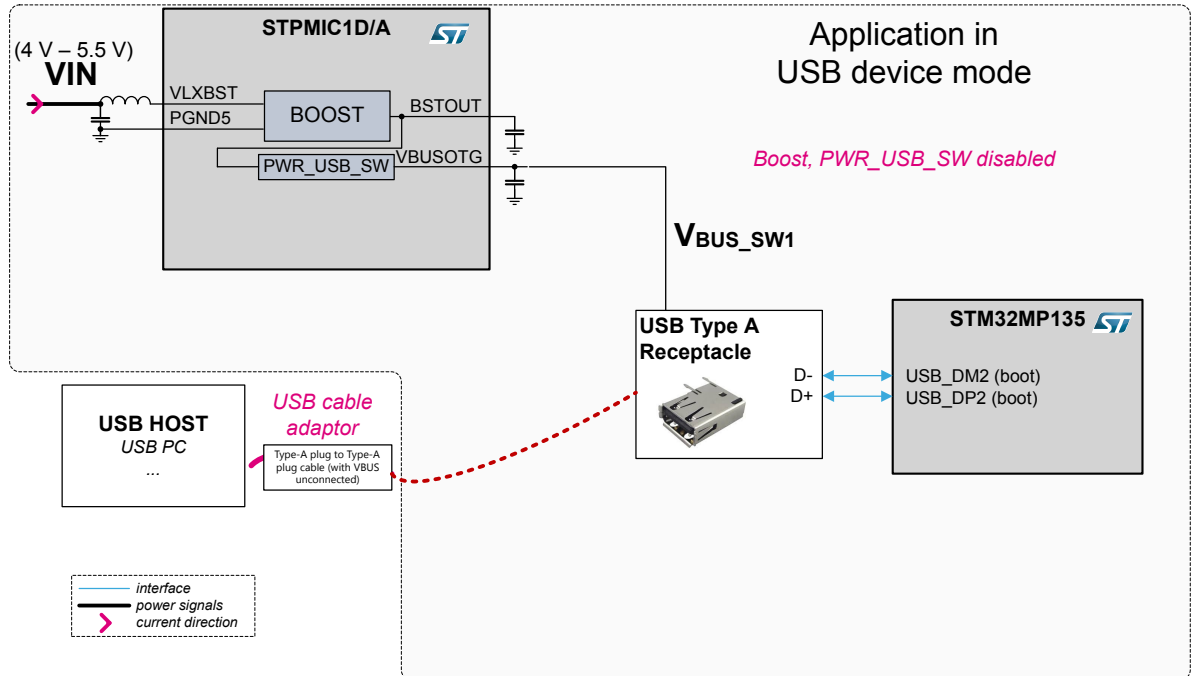 STPMIC1D/A
ST
Application in
USB device mode
(4 V – 5.5 V)
VIN
VLXBST
PGND5
BOOST
BSTOUT
PWR_USB_SW
VBUSOTG
Boost, PWR_USB_SW disabled
VBUS_SW1
USB Type A
Receptacle
D-
D+
STM32MP135
ST
USB_DM2 (boot)
USB_DP2 (boot)
USB HOST
USB PC
...
USB cable
adaptor
Type-A plug to Type-A
plug cable (with VBUS
unconnected)
interface
power signals
current direction